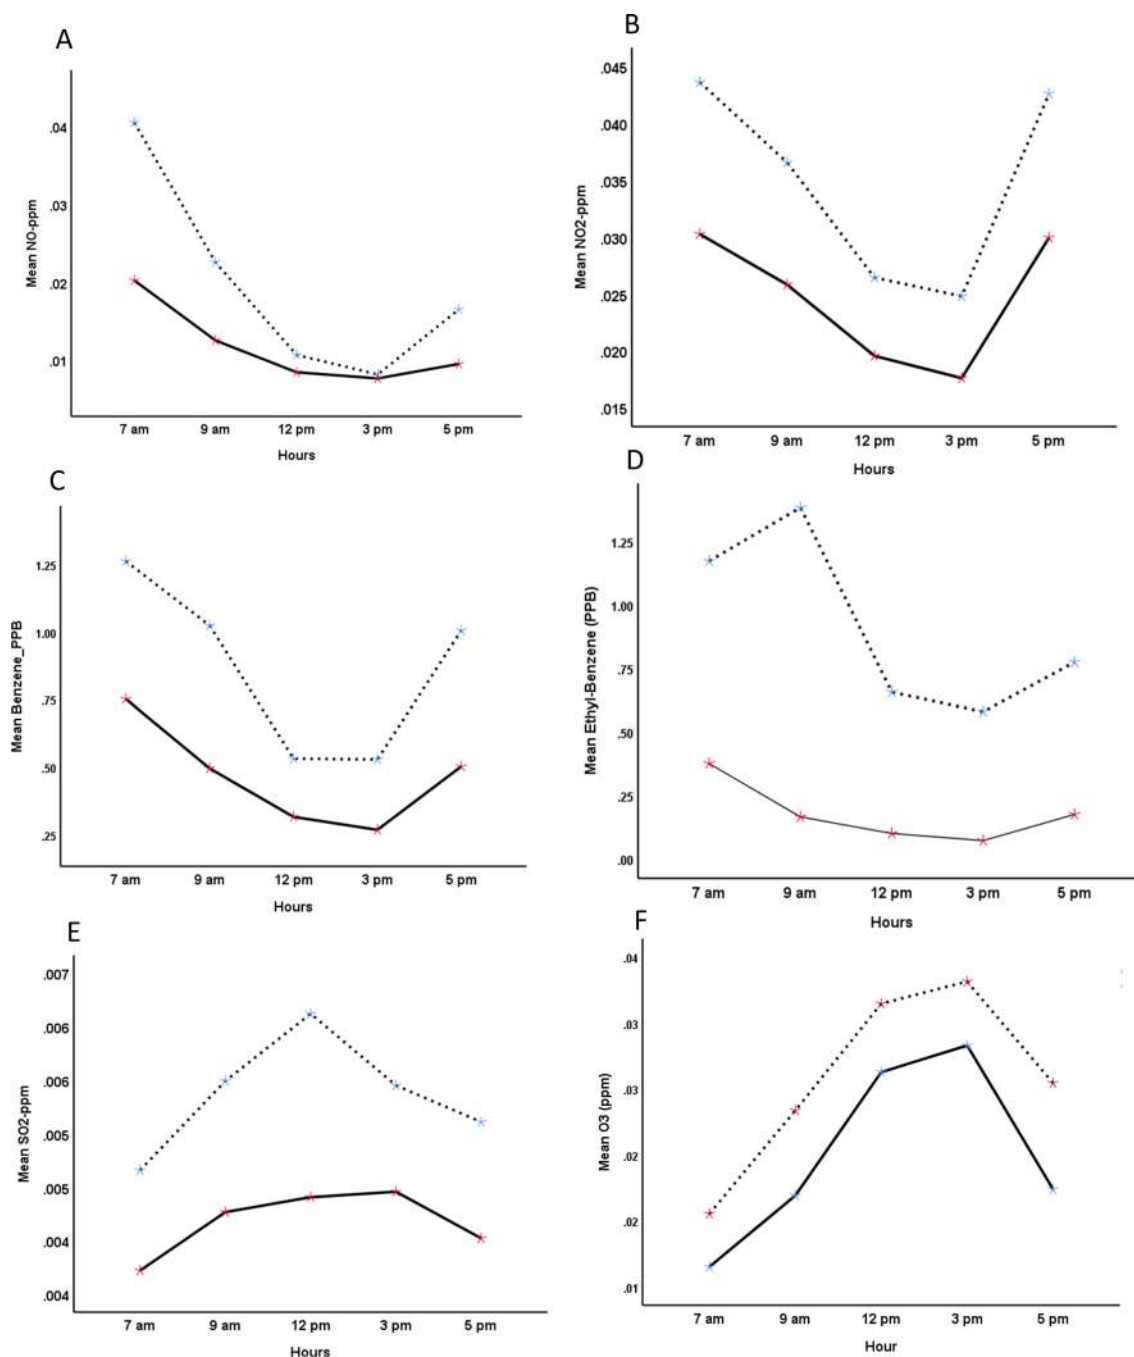 A
Mean NO-ppm
.04
.03
.02
.01
7 am 9 am 12 pm 3 pm 5 pm
Hours
B
Mean NO2-ppm
.045
.040
.035
.030
.025
.020
.015
7 am 9 am 12 pm 3 pm 5 pm
Hours
C
Mean Benzene_PPB
1.25
1.00
.75
.50
.25
7 am 9 am 12 pm 3 pm 5 pm
Hours
D
Mean Ethyl-Benzene (PPB)
1.25
1.00
.75
.50
.25
.00
7 am 9 am 12 pm 3 pm 5 pm
Hours
E
Mean SO2-ppm
.007
.006
.006
.005
.005
.004
.004
7 am 9 am 12 pm 3 pm 5 pm
Hours
F
Mean O3 (ppm)
.04
.03
.03
.02
.02
.01
7 am 9 am 12 pm 3 pm 5 pm
Hour